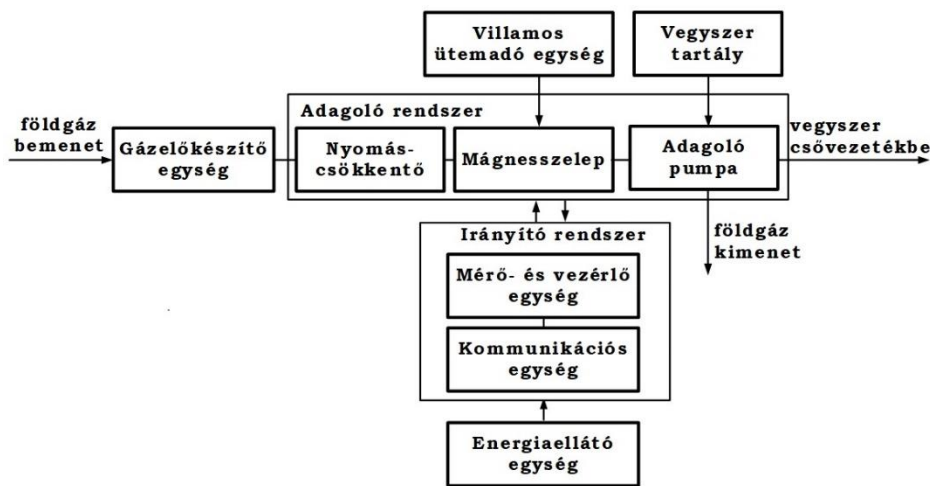 Villamos
ütemadó egység
Vegyszer
tartály
Adagoló rendszer
földgáz
bemenet
Gázelőkészítő
egység
Nyomás-
csökkentő
Mágnesszelep
Adagoló
pumpa
vegyszer
csővezetékbe
földgáz
kimenet
Irányító rendszer
Mérő- és vezérlő
egység
Kommunikációs
egység
Energiaellátó
egység